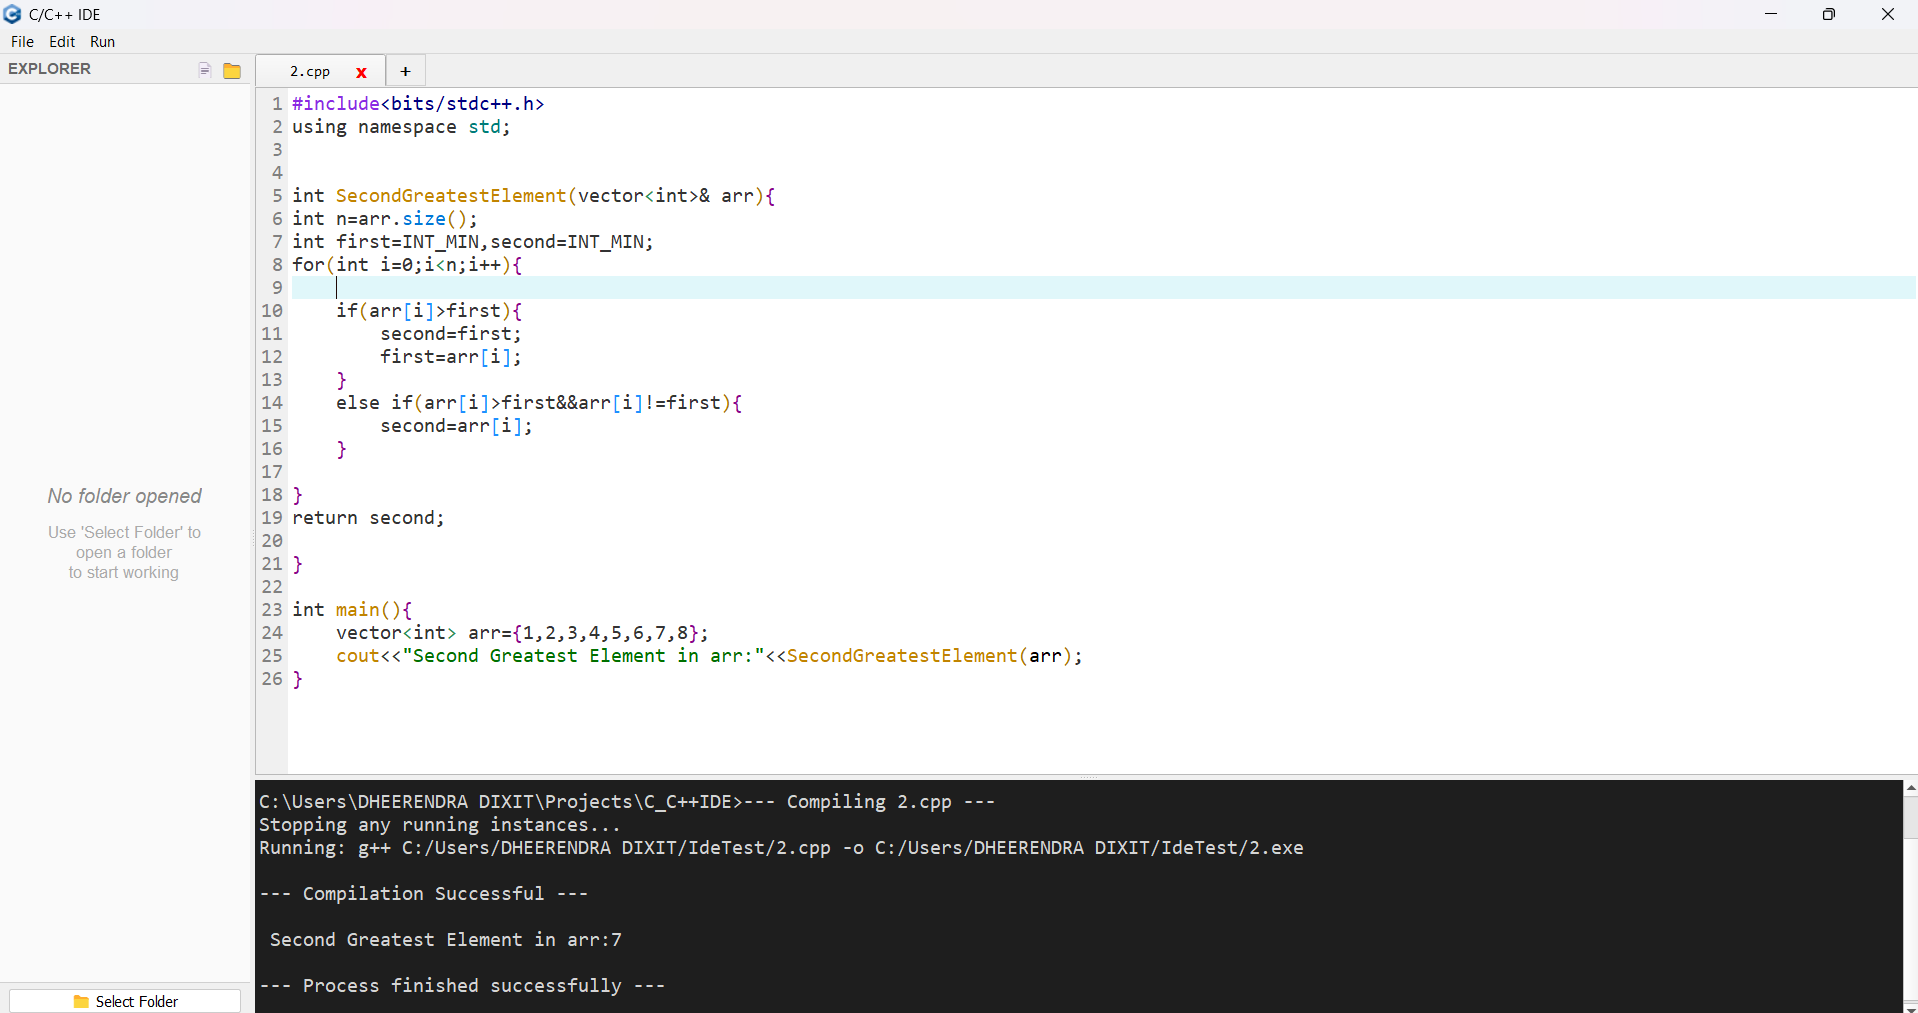 C/C++ IDE
File Edit Run
EXPLORER
2.cpp x +
1 #include<bits/stdc++.h>
2 using namespace std;
3
4
5 int SecondGreatestElement(vector<int>& arr){
6 int n=arr.size();
7 int first=INT_MIN,second=INT_MIN;
8 for(int i=0;i<n;i++){
9
10     if(arr[i]>first){
11         second=first;
12         first=arr[i];
13     }
14     else if(arr[i]>first&&arr[i]!=first){
15         second=arr[i];
16     }
17
18 }
19 return second;
20
21 }
22
23 int main(){
24     vector<int> arr={1,2,3,4,5,6,7,8};
25     cout<<"Second Greatest Element in arr:"<<SecondGreatestElement(arr);
26 }
No folder opened
Use 'Select Folder' to
open a folder
to start working
Select Folder
C:\Users\DHEERENDRA DIXIT\Projects\C_C++IDE>--- Compiling 2.cpp ---
Stopping any running instances...
Running: g++ C:/Users/DHEERENDRA DIXIT/IdeTest/2.cpp -o C:/Users/DHEERENDRA DIXIT/IdeTest/2.exe
--- Compilation Successful ---
Second Greatest Element in arr:7
--- Process finished successfully ---